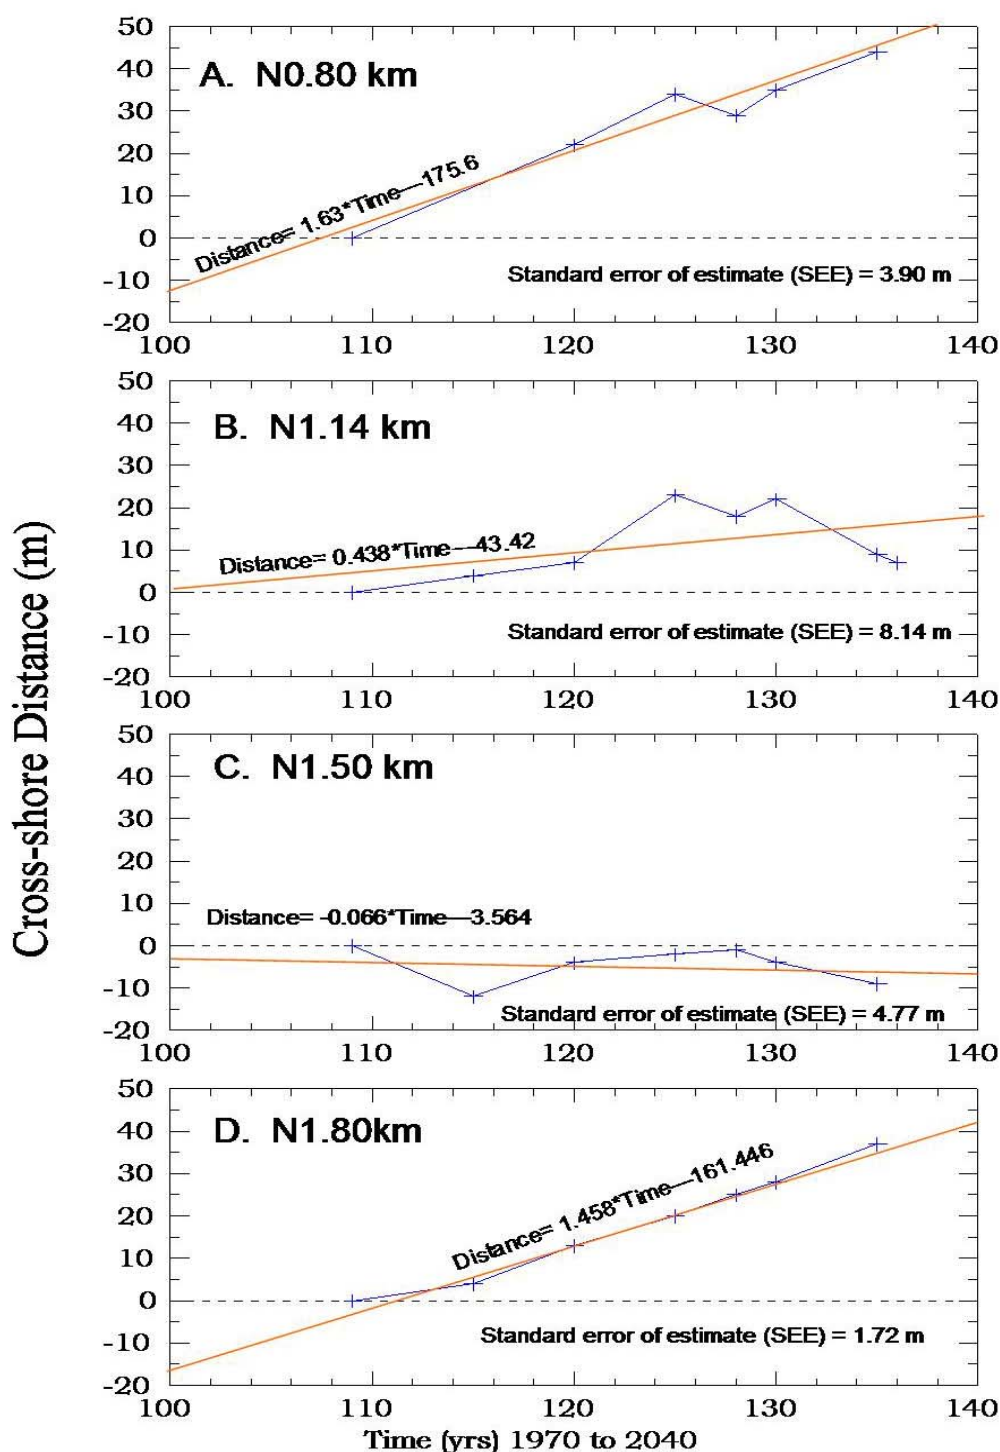 50
40
A. N0.80 km
30
20
Distance= 1.63*Time—175.6
10
0
-10
Standard error of estimate (SEE) = 3.90 m
-20
100 110 120 130 140
50
40
B. N1.14 km
30
20
10
Distance= 0.438*Time—43.42
0
-10
Standard error of estimate (SEE) = 8.14 m
-20
100 110 120 130 140
Cross-shore Distance (m)
50
C. N1.50 km
40
30
20
10
Distance= -0.066*Time—3.564
0
-10
Standard error of estimate (SEE) = 4.77 m
-20
100 110 120 130 140
50
D. N1.80km
40
30
Distance= 1.458*Time—161.446
20
10
0
Standard error of estimate (SEE) = 1.72 m
-10
-20
100 110 120 130 140
Time (yrs) 1970 to 2040